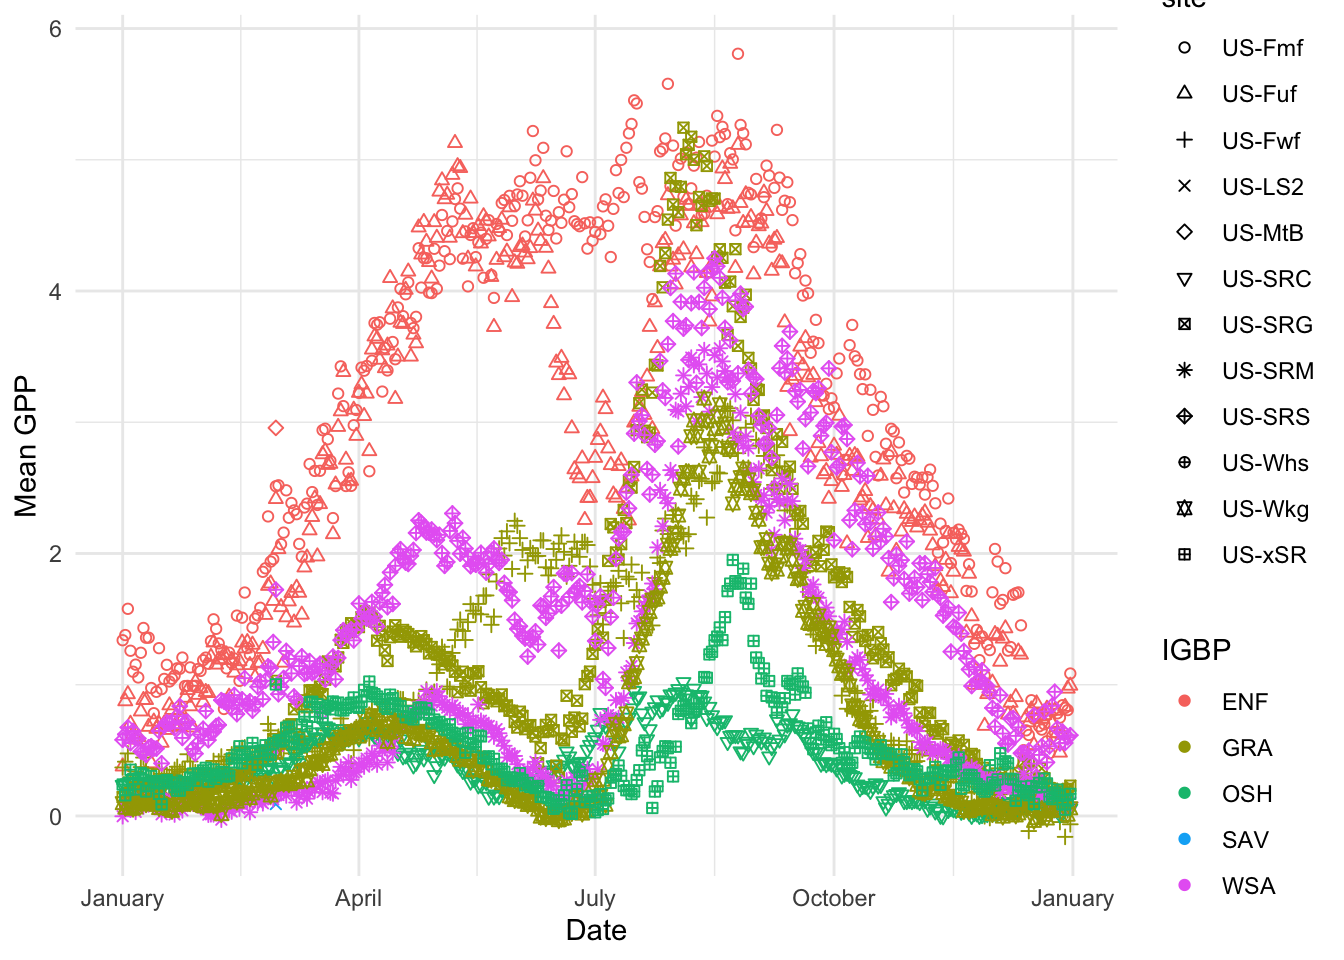 site
US-Fmf
US-Fuf
US-Fwf
US-LS2
US-MtB
US-SRC
US-SRG
US-SRM
US-SRS
US-Whs
US-Wkg
US-xSR
IGBP
ENF
GRA
OSH
SAV
WSA
Mean GPP
6
4
2
0
January
April
July
October
January
Date